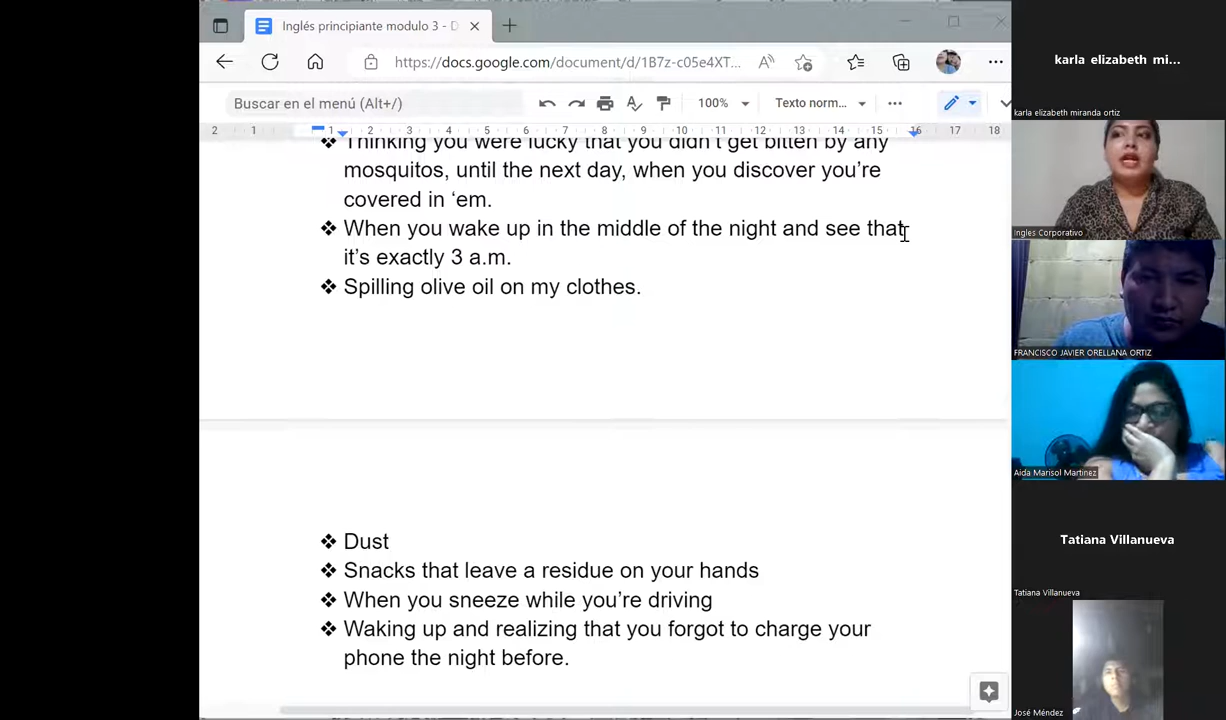 Inglés principiante modulo 3 - D
https://docs.google.com/document/d/1B7z-c05e4XT...
Buscar en el menú (Alt+/)
100%
Texto norm...
2 1 1 2 3 4 5 6 7 8 9 10 11 12 13 14 15 16 17 18
❖ Thinking you were lucky that you didn't get bitten by any
mosquitos, until the next day, when you discover you're
covered in 'em.
❖ When you wake up in the middle of the night and see that
it's exactly 3 a.m.
❖ Spilling olive oil on my clothes.
❖ Dust
❖ Snacks that leave a residue on your hands
❖ When you sneeze while you're driving
❖ Waking up and realizing that you forgot to charge your
phone the night before.
karla elizabeth mi...
karla elizabeth miranda ortiz
Ingles Corporativo
FRANCISCO JAVIER ORELLANA ORTIZ
Aida Marisol Martinez
Tatiana Villanueva
Tatiana Villanueva
José Méndez